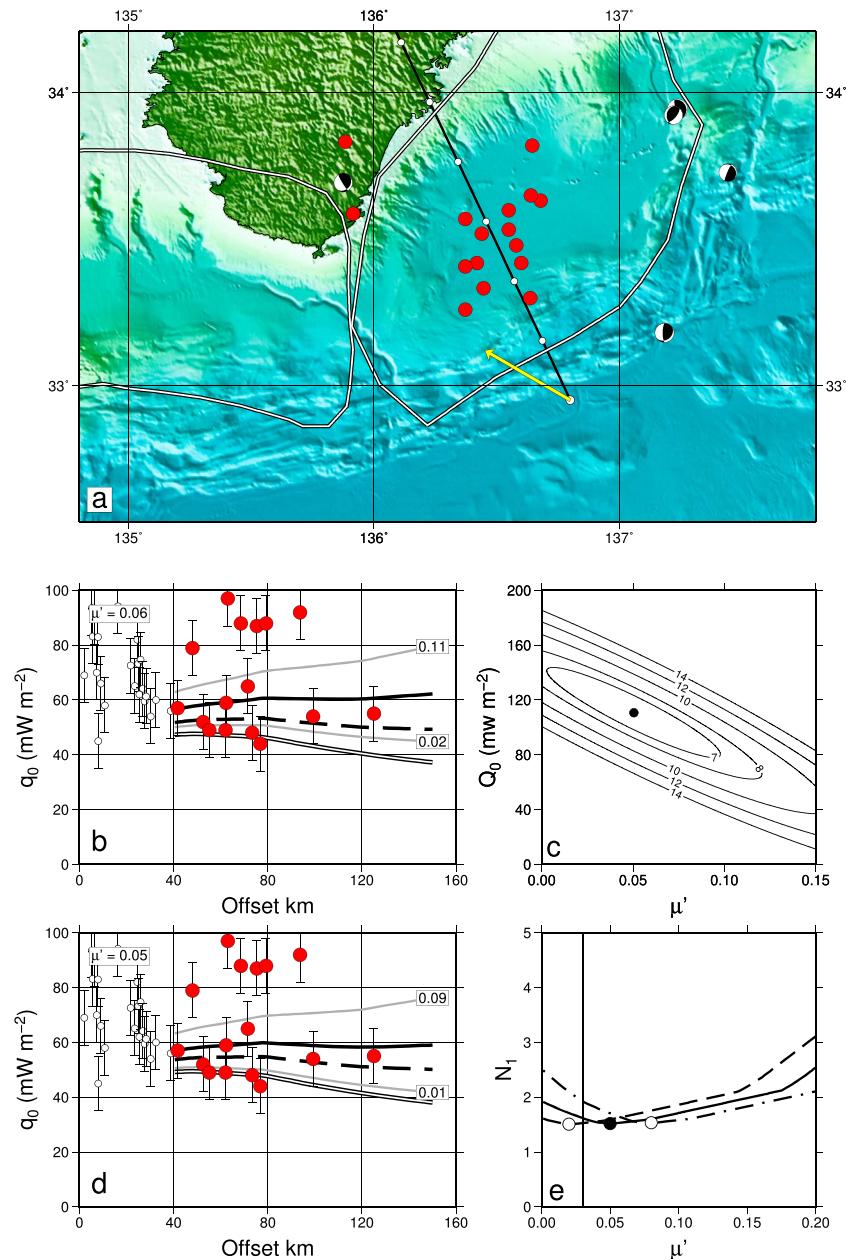 135˚ 136˚ 137˚
34˚ 34˚
33˚ 33˚
a
135˚ 136˚ 137˚
100
80
60
40
20
0
q0 (mW m−2)
μ' = 0.06
0.11
0.02
b
0 40 80 120 160
Offset km
200
160
120
80
40
0
Q0 (mw m−2)
14
12
10
8
7
10
12
14
c
0.00 0.05 0.10 0.15
μ'
100
80
60
40
20
0
q0 (mW m−2)
μ' = 0.05
0.09
0.01
d
0 40 80 120 160
Offset km
5
4
3
2
1
0
N1
e
0.00 0.05 0.10 0.15 0.20
μ'